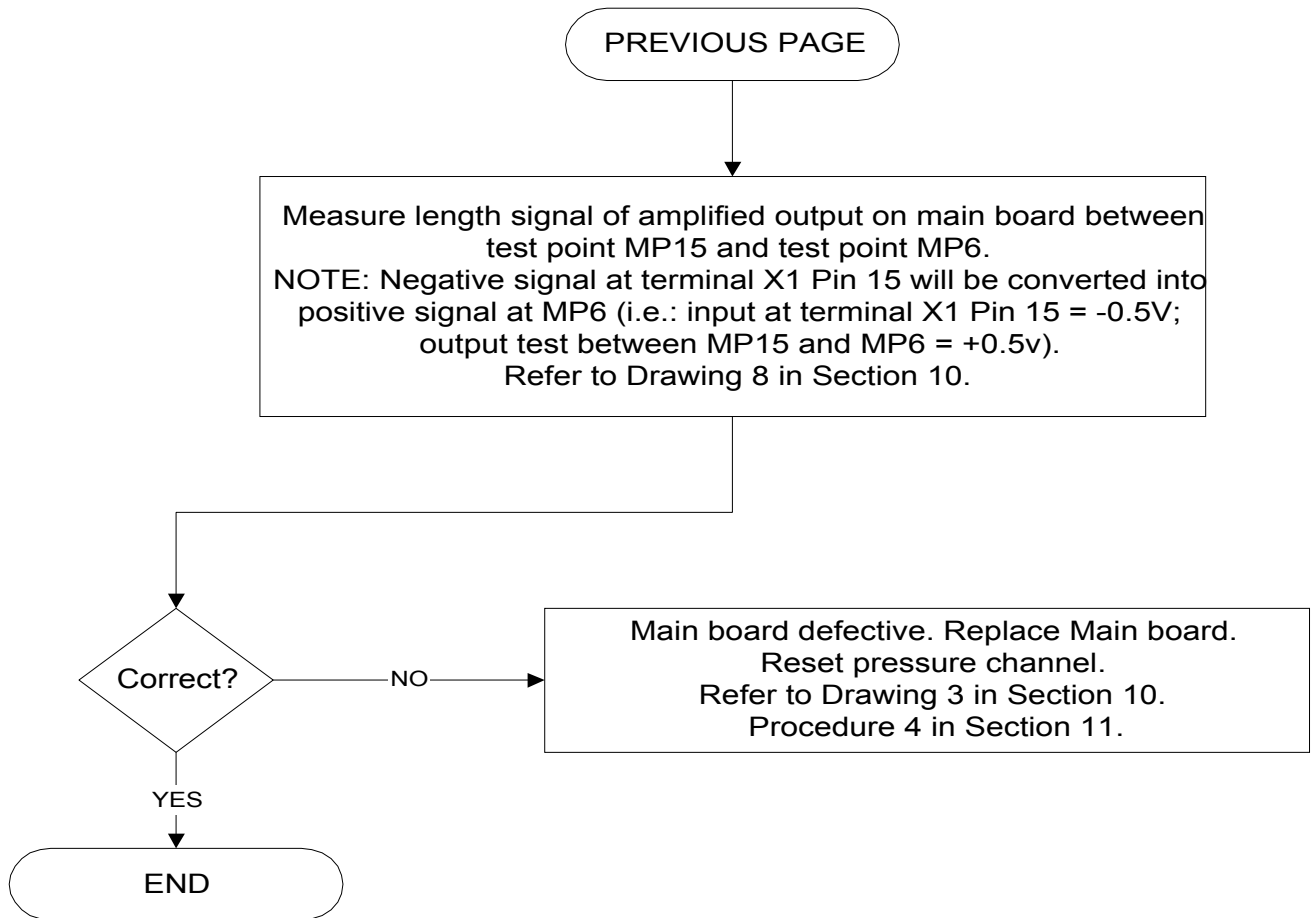 PREVIOUS PAGE
Measure length signal of amplified output on main board between
test point MP15 and test point MP6.
NOTE: Negative signal at terminal X1 Pin 15 will be converted into
positive signal at MP6 (i.e.: input at terminal X1 Pin 15 = -0.5V;
output test between MP15 and MP6 = +0.5v).
Refer to Drawing 8 in Section 10.
Correct?
NO
Main board defective. Replace Main board.
Reset pressure channel.
Refer to Drawing 3 in Section 10.
Procedure 4 in Section 11.
YES
END